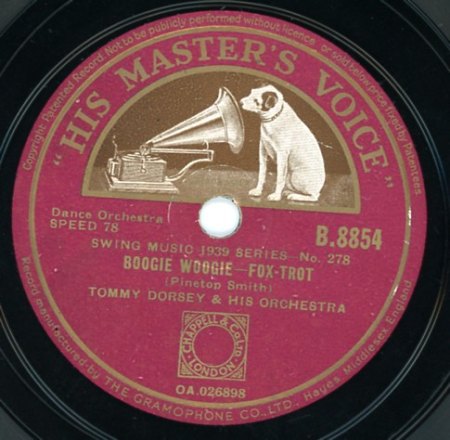 Copyright. Patented Record. Not to be publicly performed without licence, or sold below price fixed by Patentees.
"HIS MASTER'S VOICE"
Dance Orchestra
SPEED 78
B.8854
SWING MUSIC 1939 SERIES—No. 278
BOOGIE WOOGIE—FOX-TROT
(Pinetop Smith)
TOMMY DORSEY & HIS ORCHESTRA
CHAPPELL & CO LTD
LONDON
OA.026898
Record manufactured by THE GRAMOPHONE CO., LTD., Hayes, Middlesex, England